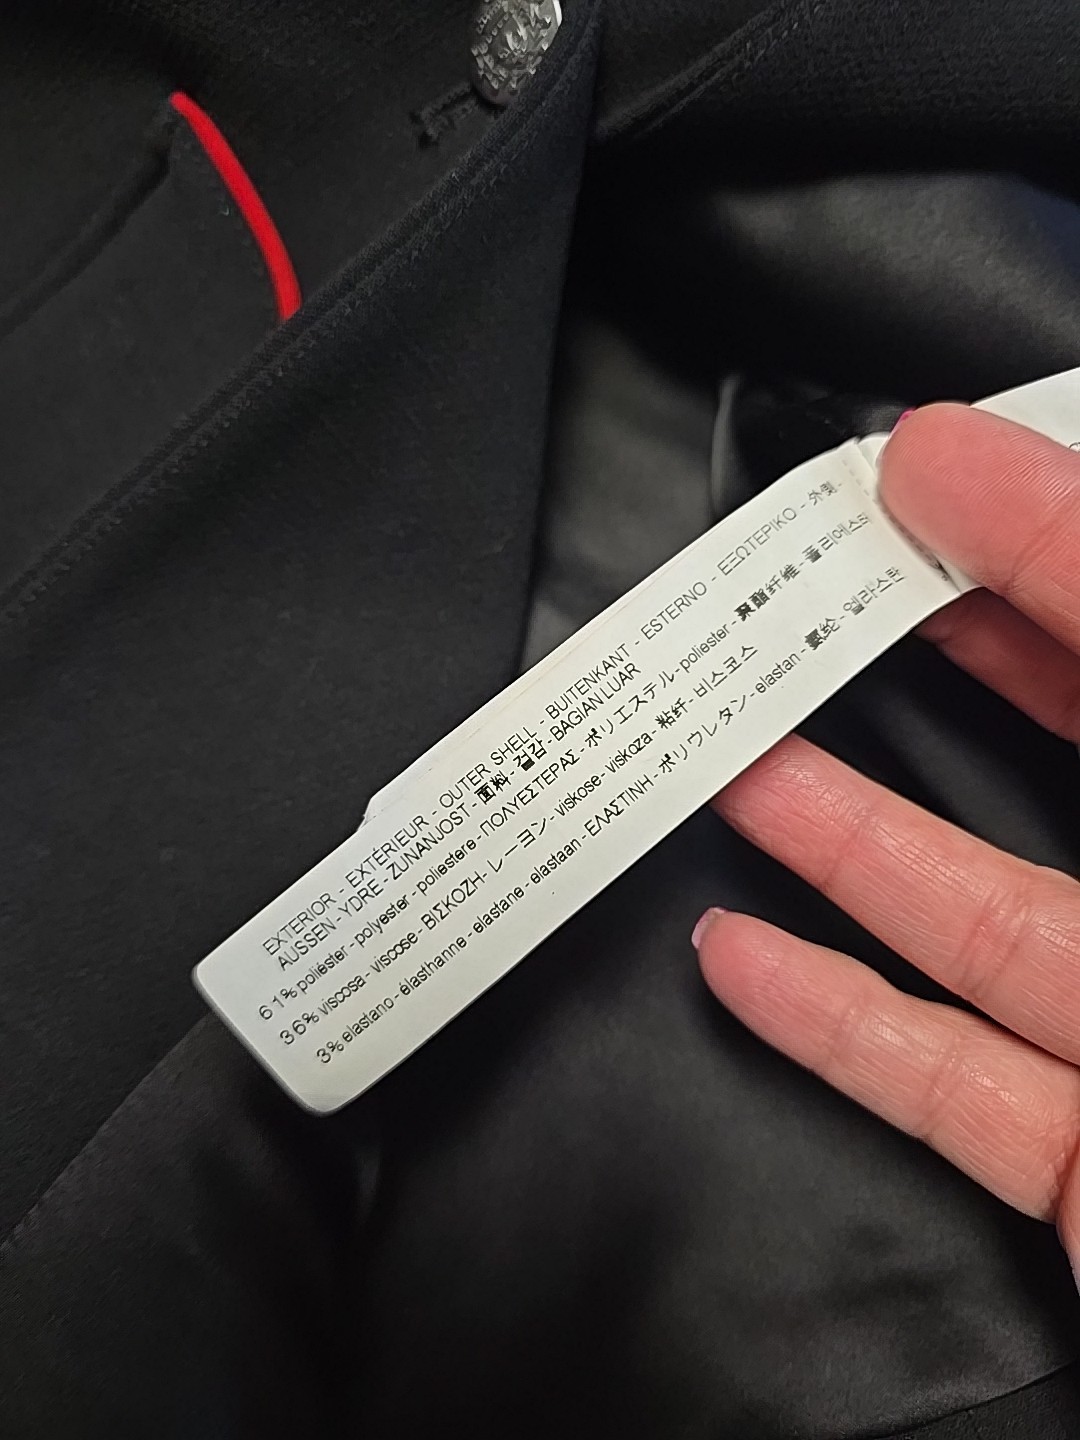 EXTERIOR - EXTÉRIEUR - OUTER SHELL - BUITENKANT - ESTERNO - ΕΞΩΤΕΡΙΚΟ - 外側 -
AUSSEN - YDRE - ZUNANJOST - 面料 - 겉감 - BAGIAN LUAR
61% poliéster - polyester - poliestere - ΠΟΛΥΕΣΤΕΡΑΣ - ポリエステル - poliester - 聚酯纤维 - 폴리에스터
36% viscosa - viscose - ΒΙΣΚΟΖΗ - レーヨン - viskose - viskoza - 粘纤 - 비스코스
3% elastano - élasthanne - elastane - elastaan - ΕΛΑΣΤΙΝΗ - ポリウレタン - elastan - 氨纶 - 엘라스탄